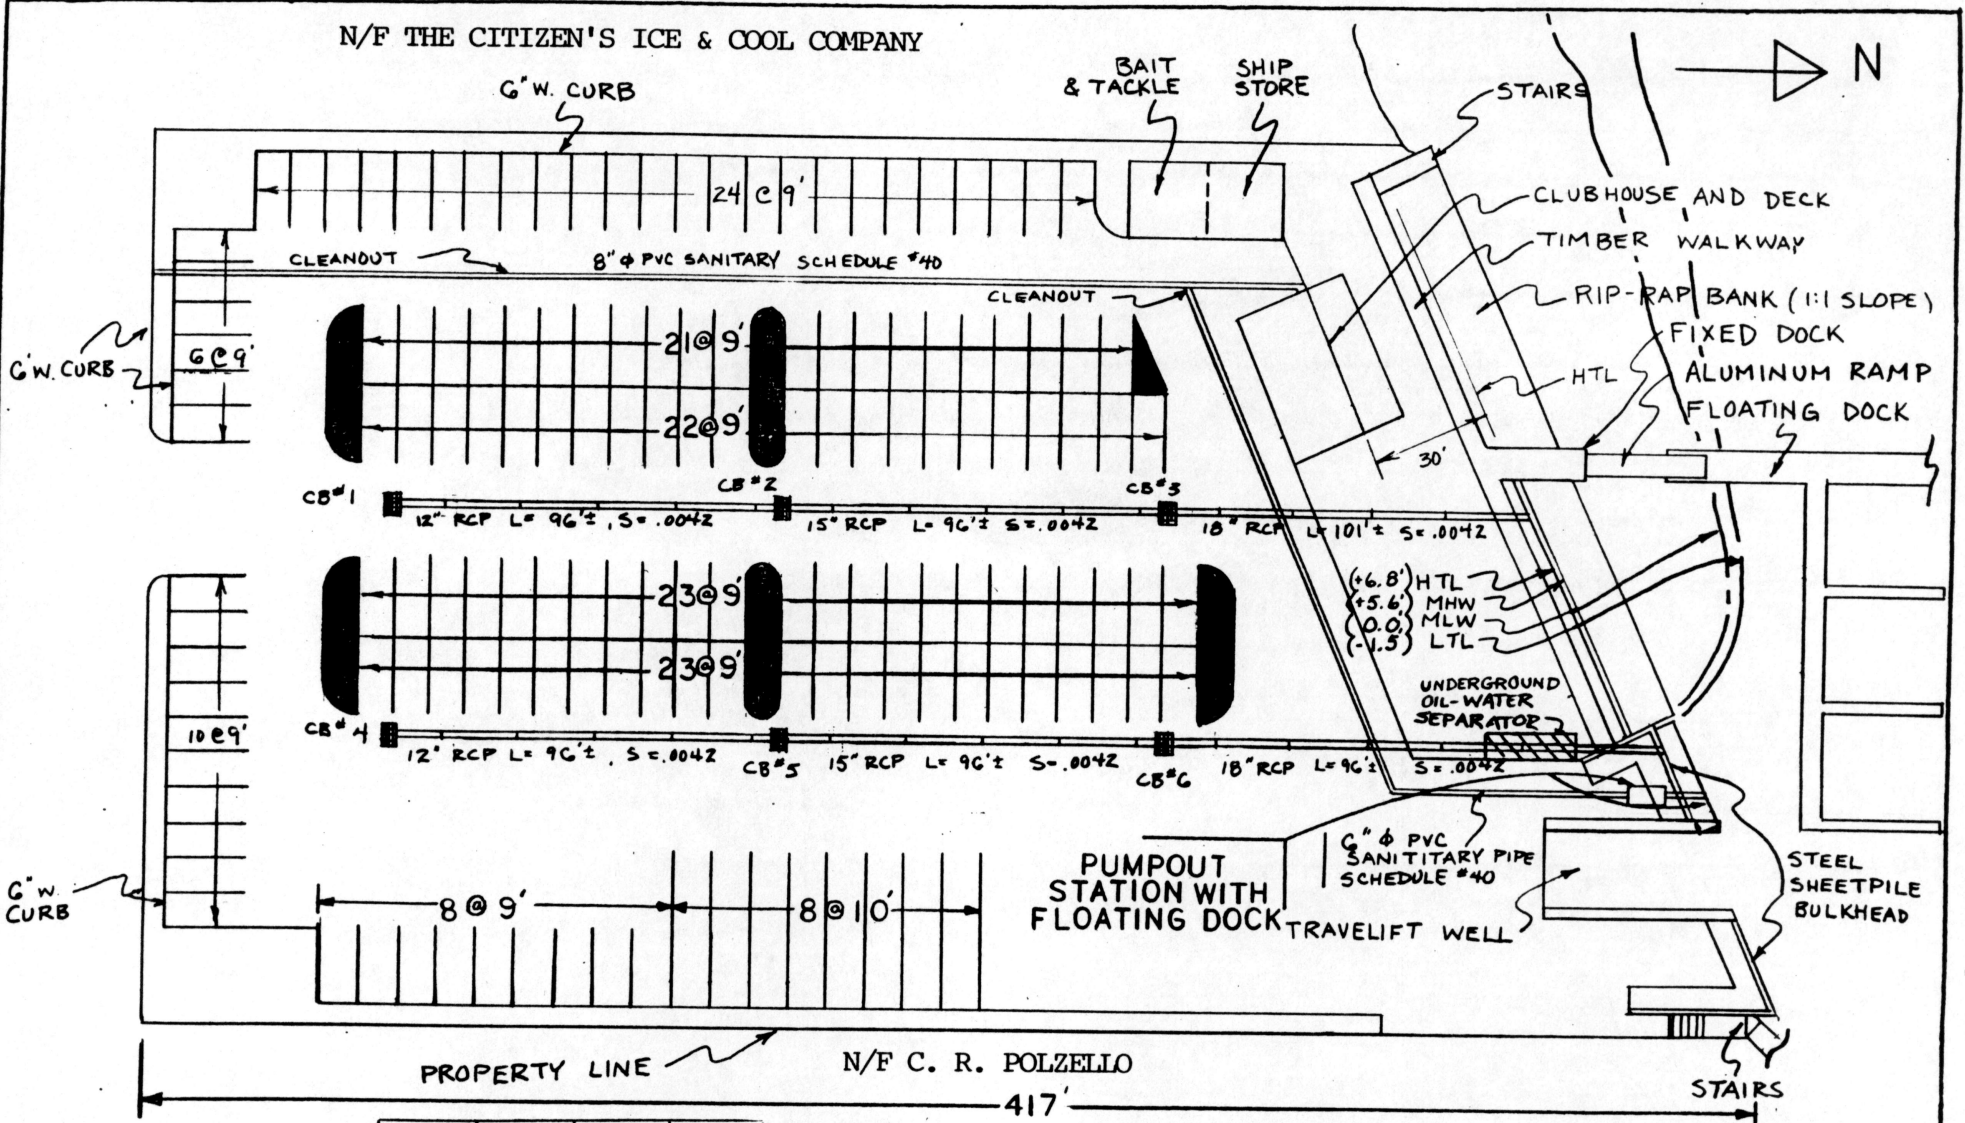 N/F THE CITIZEN'S ICE & COOL COMPANY
N
6" W. CURB
BAIT
& TACKLE
SHIP
STORE
STAIRS
24 @ 9'
CLUBHOUSE AND DECK
TIMBER WALKWAY
CLEANOUT
8" ф PVC SANITARY SCHEDULE #40
CLEANOUT
RIP-RAP BANK (1:1 SLOPE)
FIXED DOCK
6' W. CURB
6 @ 9'
21@ 9'
HTL
ALUMINUM RAMP
FLOATING DOCK
22@9'
30'
CB#1
CB#2
CB#3
12" RCP L= 96'± , S= .0042
15" RCP L= 96'± S= .0042
18" RCP L= 101'± S= .0042
(+6.8') HTL
(+5.6') MHW
(0.0') MLW
(-1.5') LTL
23@9'
23@9'
UNDERGROUND
OIL-WATER
SEPARATOR
10 @ 9'
CB#4
12" RCP L= 96'± , S=.0042
CB#5
15" RCP L= 96'± S=.0042
CB#6
18" RCP L=96'± S=.0042
6" ф PVC
SANITITARY PIPE
SCHEDULE #40
PUMPOUT
STATION WITH
FLOATING DOCK
TRAVELIFT WELL
STEEL
SHEETPILE
BULKHEAD
6" W.
CURB
8 @ 9'
8 @ 10'
PROPERTY LINE
N/F C. R. POLZELLO
STAIRS
417'